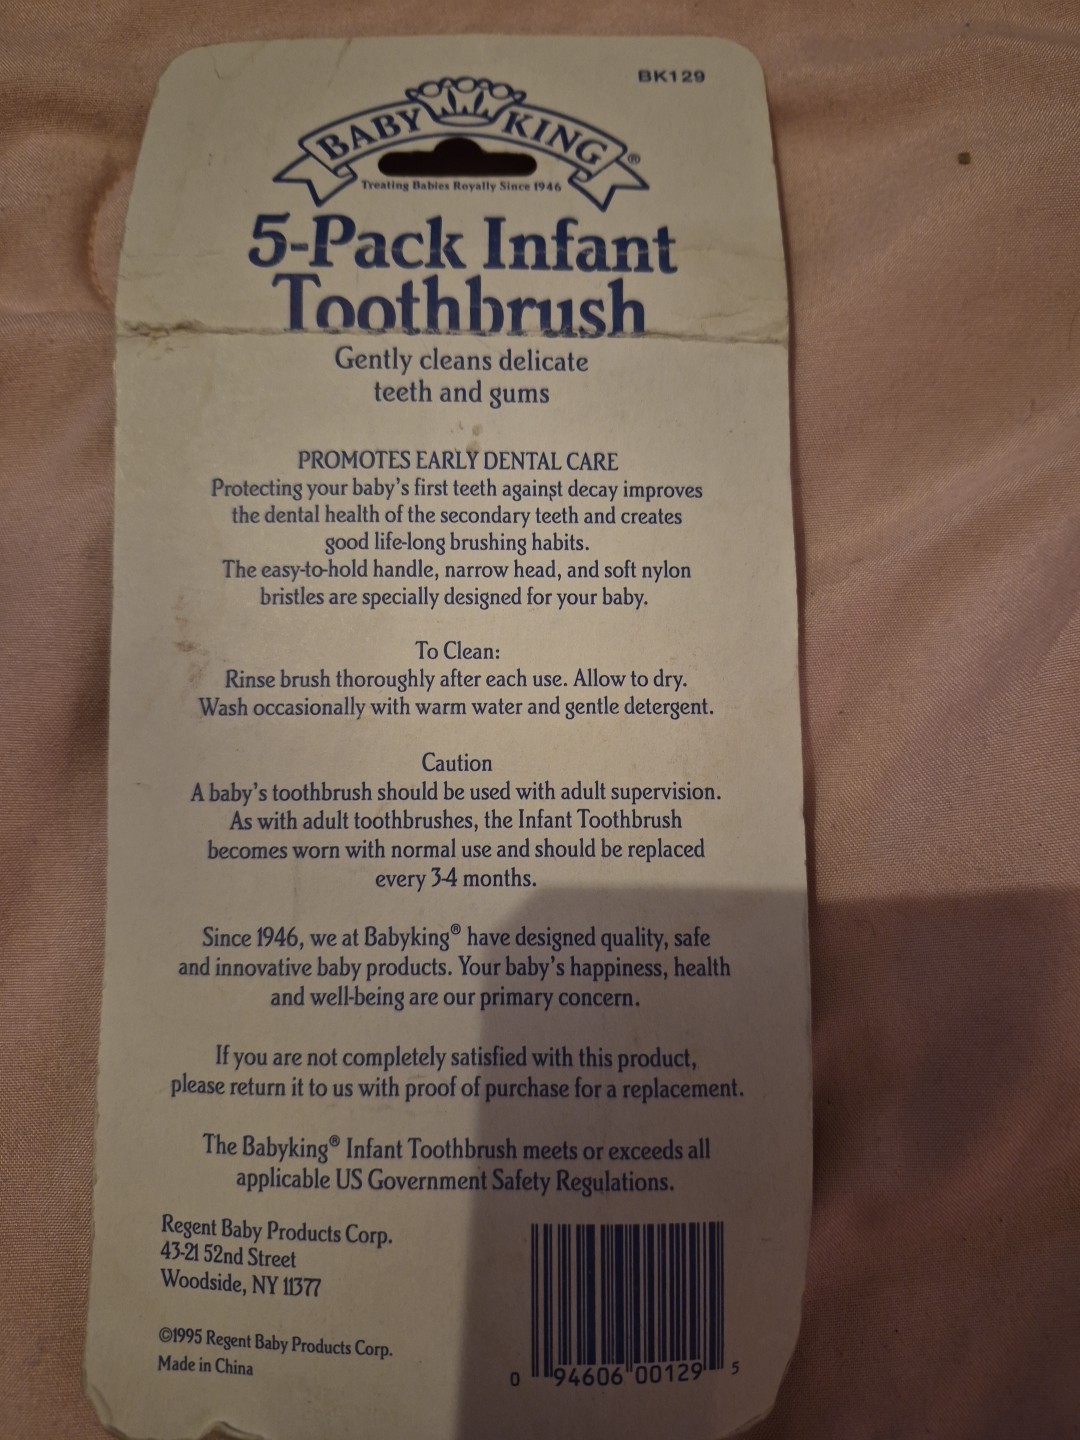 BK129
BABY KING ®
Treating Babies Royally Since 1946
5-Pack Infant
Toothbrush
Gently cleans delicate
teeth and gums
PROMOTES EARLY DENTAL CARE
Protecting your baby's first teeth against decay improves
the dental health of the secondary teeth and creates
good life-long brushing habits.
The easy-to-hold handle, narrow head, and soft nylon
bristles are specially designed for your baby.
To Clean:
Rinse brush thoroughly after each use. Allow to dry.
Wash occasionally with warm water and gentle detergent.
Caution
A baby's toothbrush should be used with adult supervision.
As with adult toothbrushes, the Infant Toothbrush
becomes worn with normal use and should be replaced
every 3-4 months.
Since 1946, we at Babyking® have designed quality, safe
and innovative baby products. Your baby's happiness, health
and well-being are our primary concern.
If you are not completely satisfied with this product,
please return it to us with proof of purchase for a replacement.
The Babyking® Infant Toothbrush meets or exceeds all
applicable US Government Safety Regulations.
Regent Baby Products Corp.
43-21 52nd Street
Woodside, NY 11377
©1995 Regent Baby Products Corp.
Made in China
0 94606 00129 5